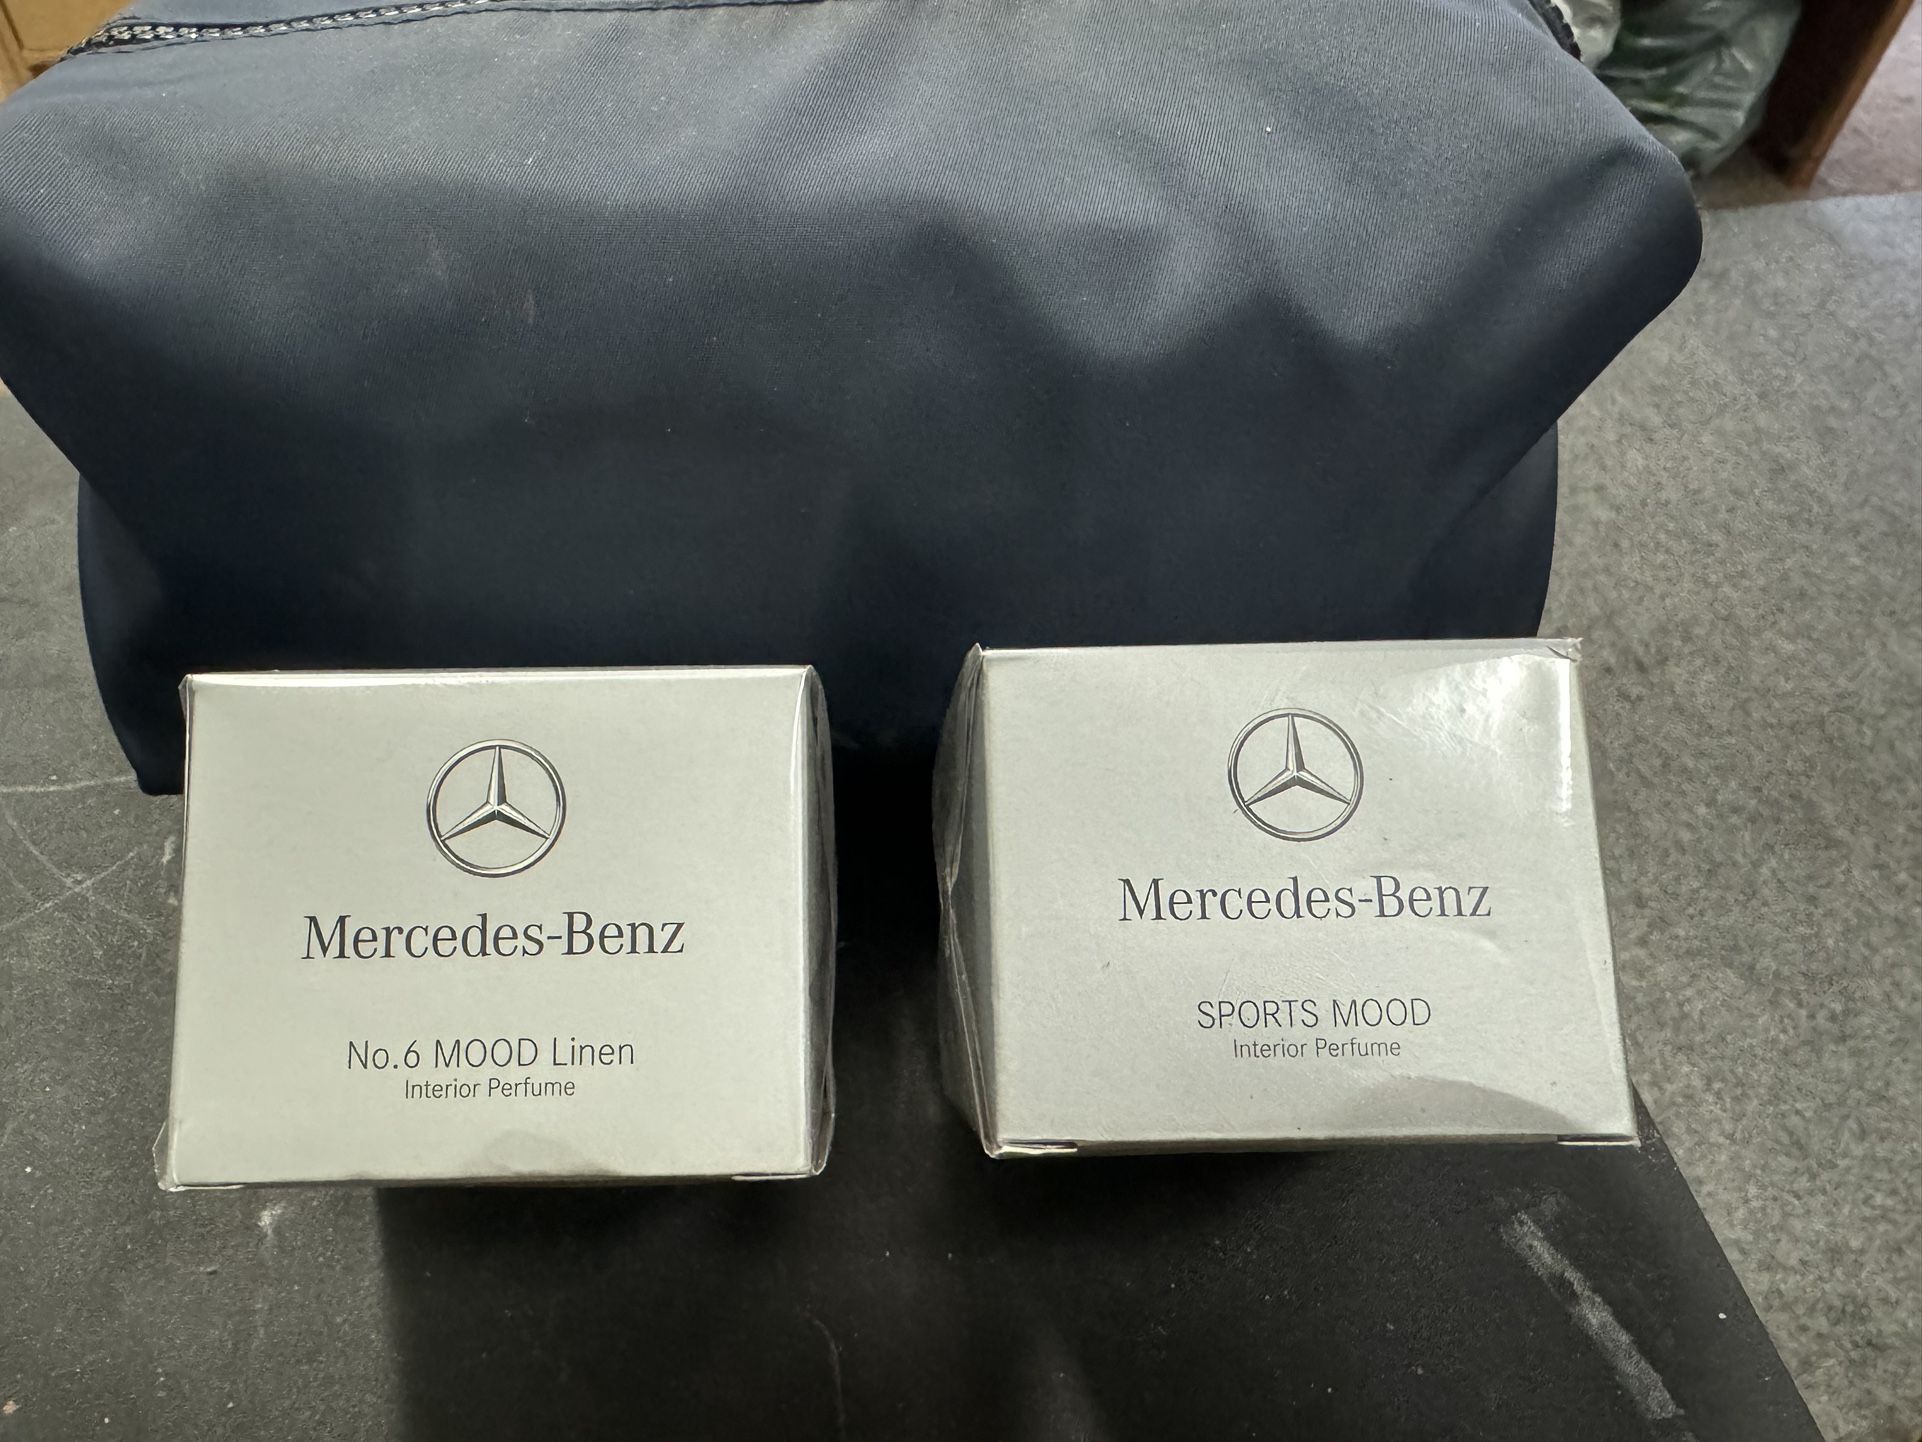 Mercedes-Benz
No.6 MOOD Linen
Interior Perfume
Mercedes-Benz
SPORTS MOOD
Interior Perfume